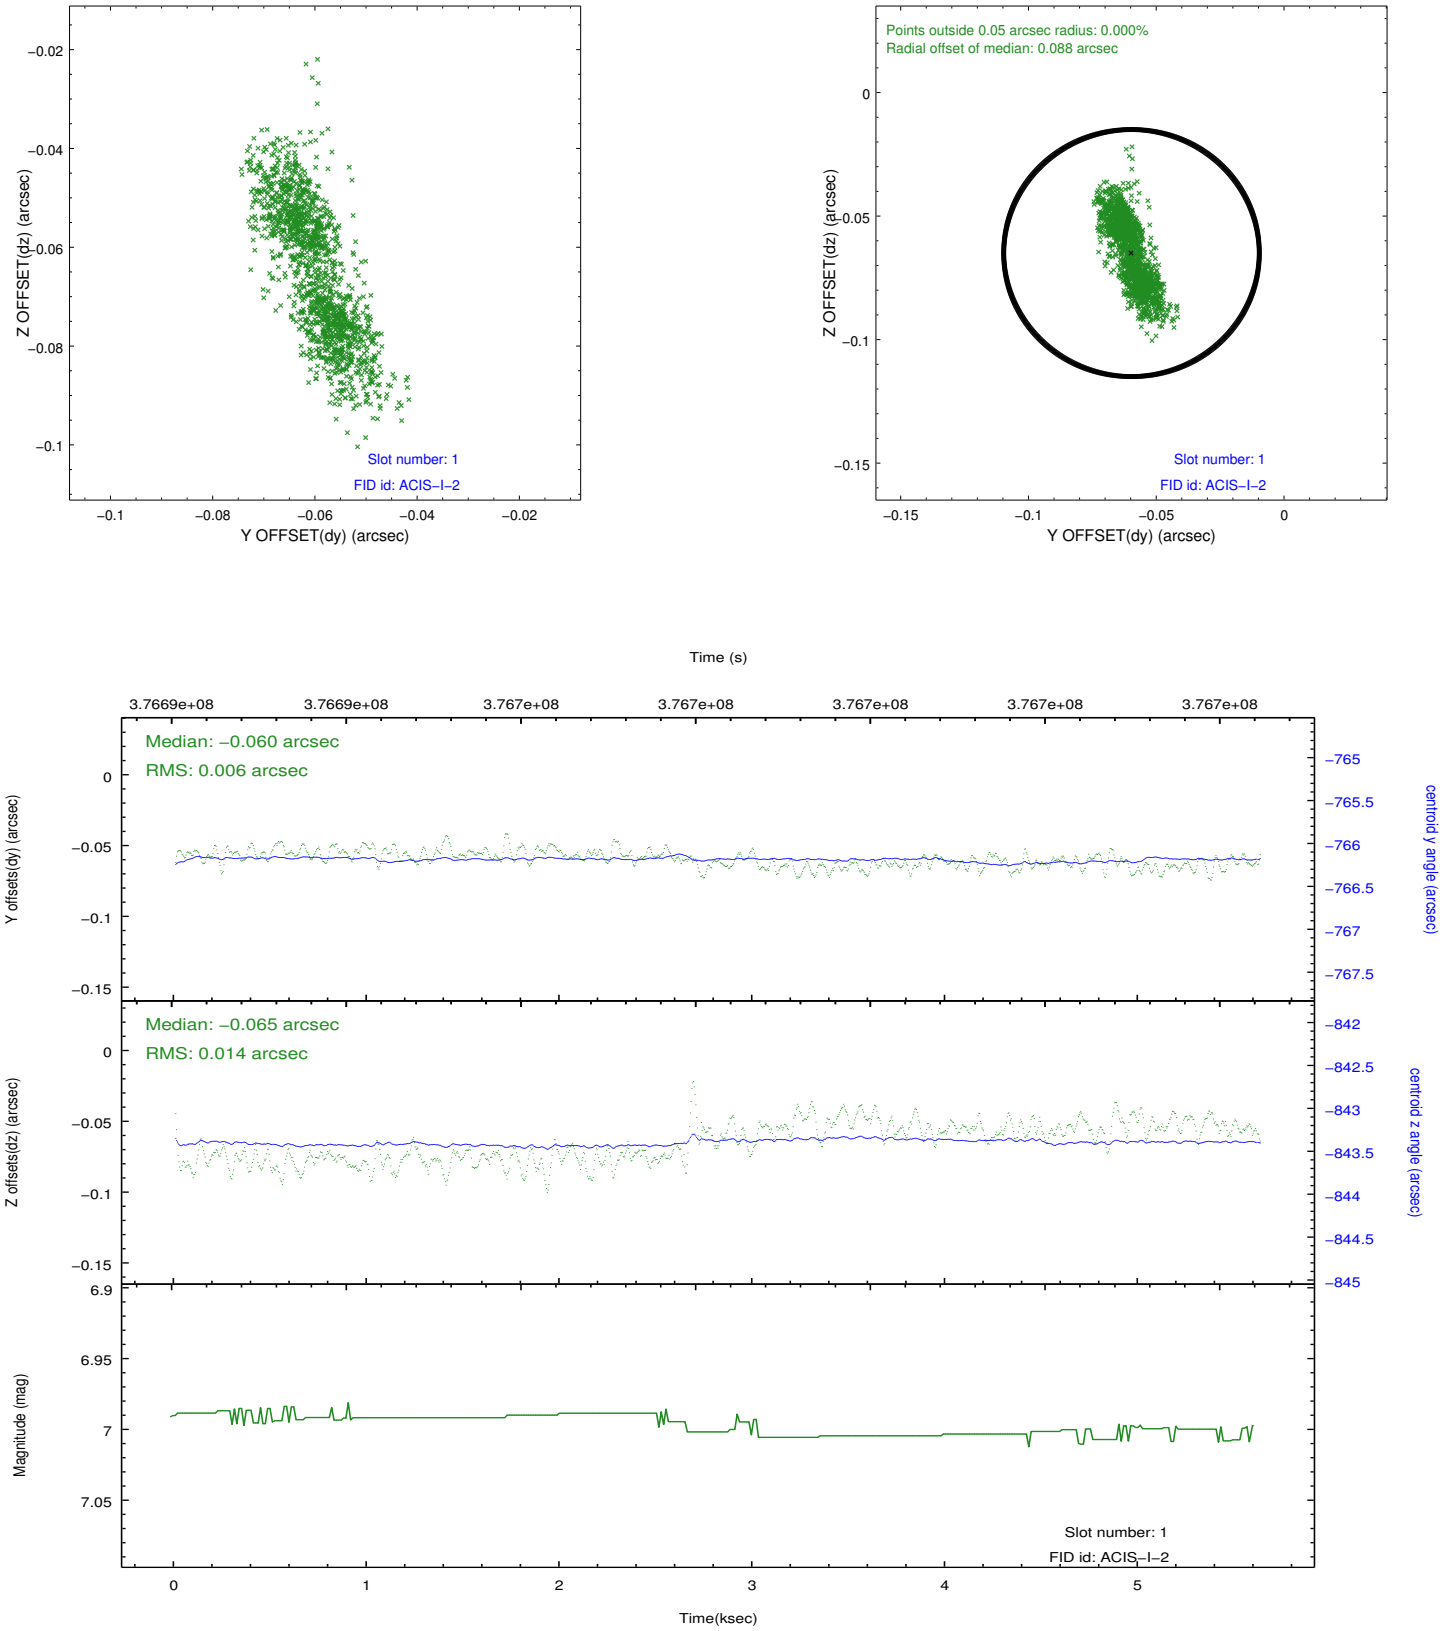 −0.02
−0.04
−0.06
−0.08
−0.1
Z OFFSET(dz) (arcsec)
Slot number: 1
FID id: ACIS−I−2
−0.1
−0.08
−0.06
−0.04
−0.02
Y OFFSET(dy) (arcsec)
Points outside 0.05 arcsec radius: 0.000%
Radial offset of median: 0.088 arcsec
0
−0.05
−0.1
−0.15
Z OFFSET(dz) (arcsec)
Slot number: 1
FID id: ACIS−I−2
−0.15
−0.1
−0.05
0
Y OFFSET(dy) (arcsec)
Time (s)
3.7669e+08
3.7669e+08
3.767e+08
3.767e+08
3.767e+08
3.767e+08
3.767e+08
Median: −0.060 arcsec
RMS: 0.006 arcsec
0
−0.05
−0.1
−0.15
Y offsets(dy) (arcsec)
−765
−765.5
−766
−766.5
−767
−767.5
centroid y angle (arcsec)
Median: −0.065 arcsec
RMS: 0.014 arcsec
0
−0.05
−0.1
−0.15
Z offsets(dz) (arcsec)
−842
−842.5
−843
−843.5
−844
−844.5
−845
centroid z angle (arcsec)
6.9
6.95
7
7.05
Magnitude (mag)
Slot number: 1
FID id: ACIS−I−2
0
1
2
3
4
5
Time(ksec)